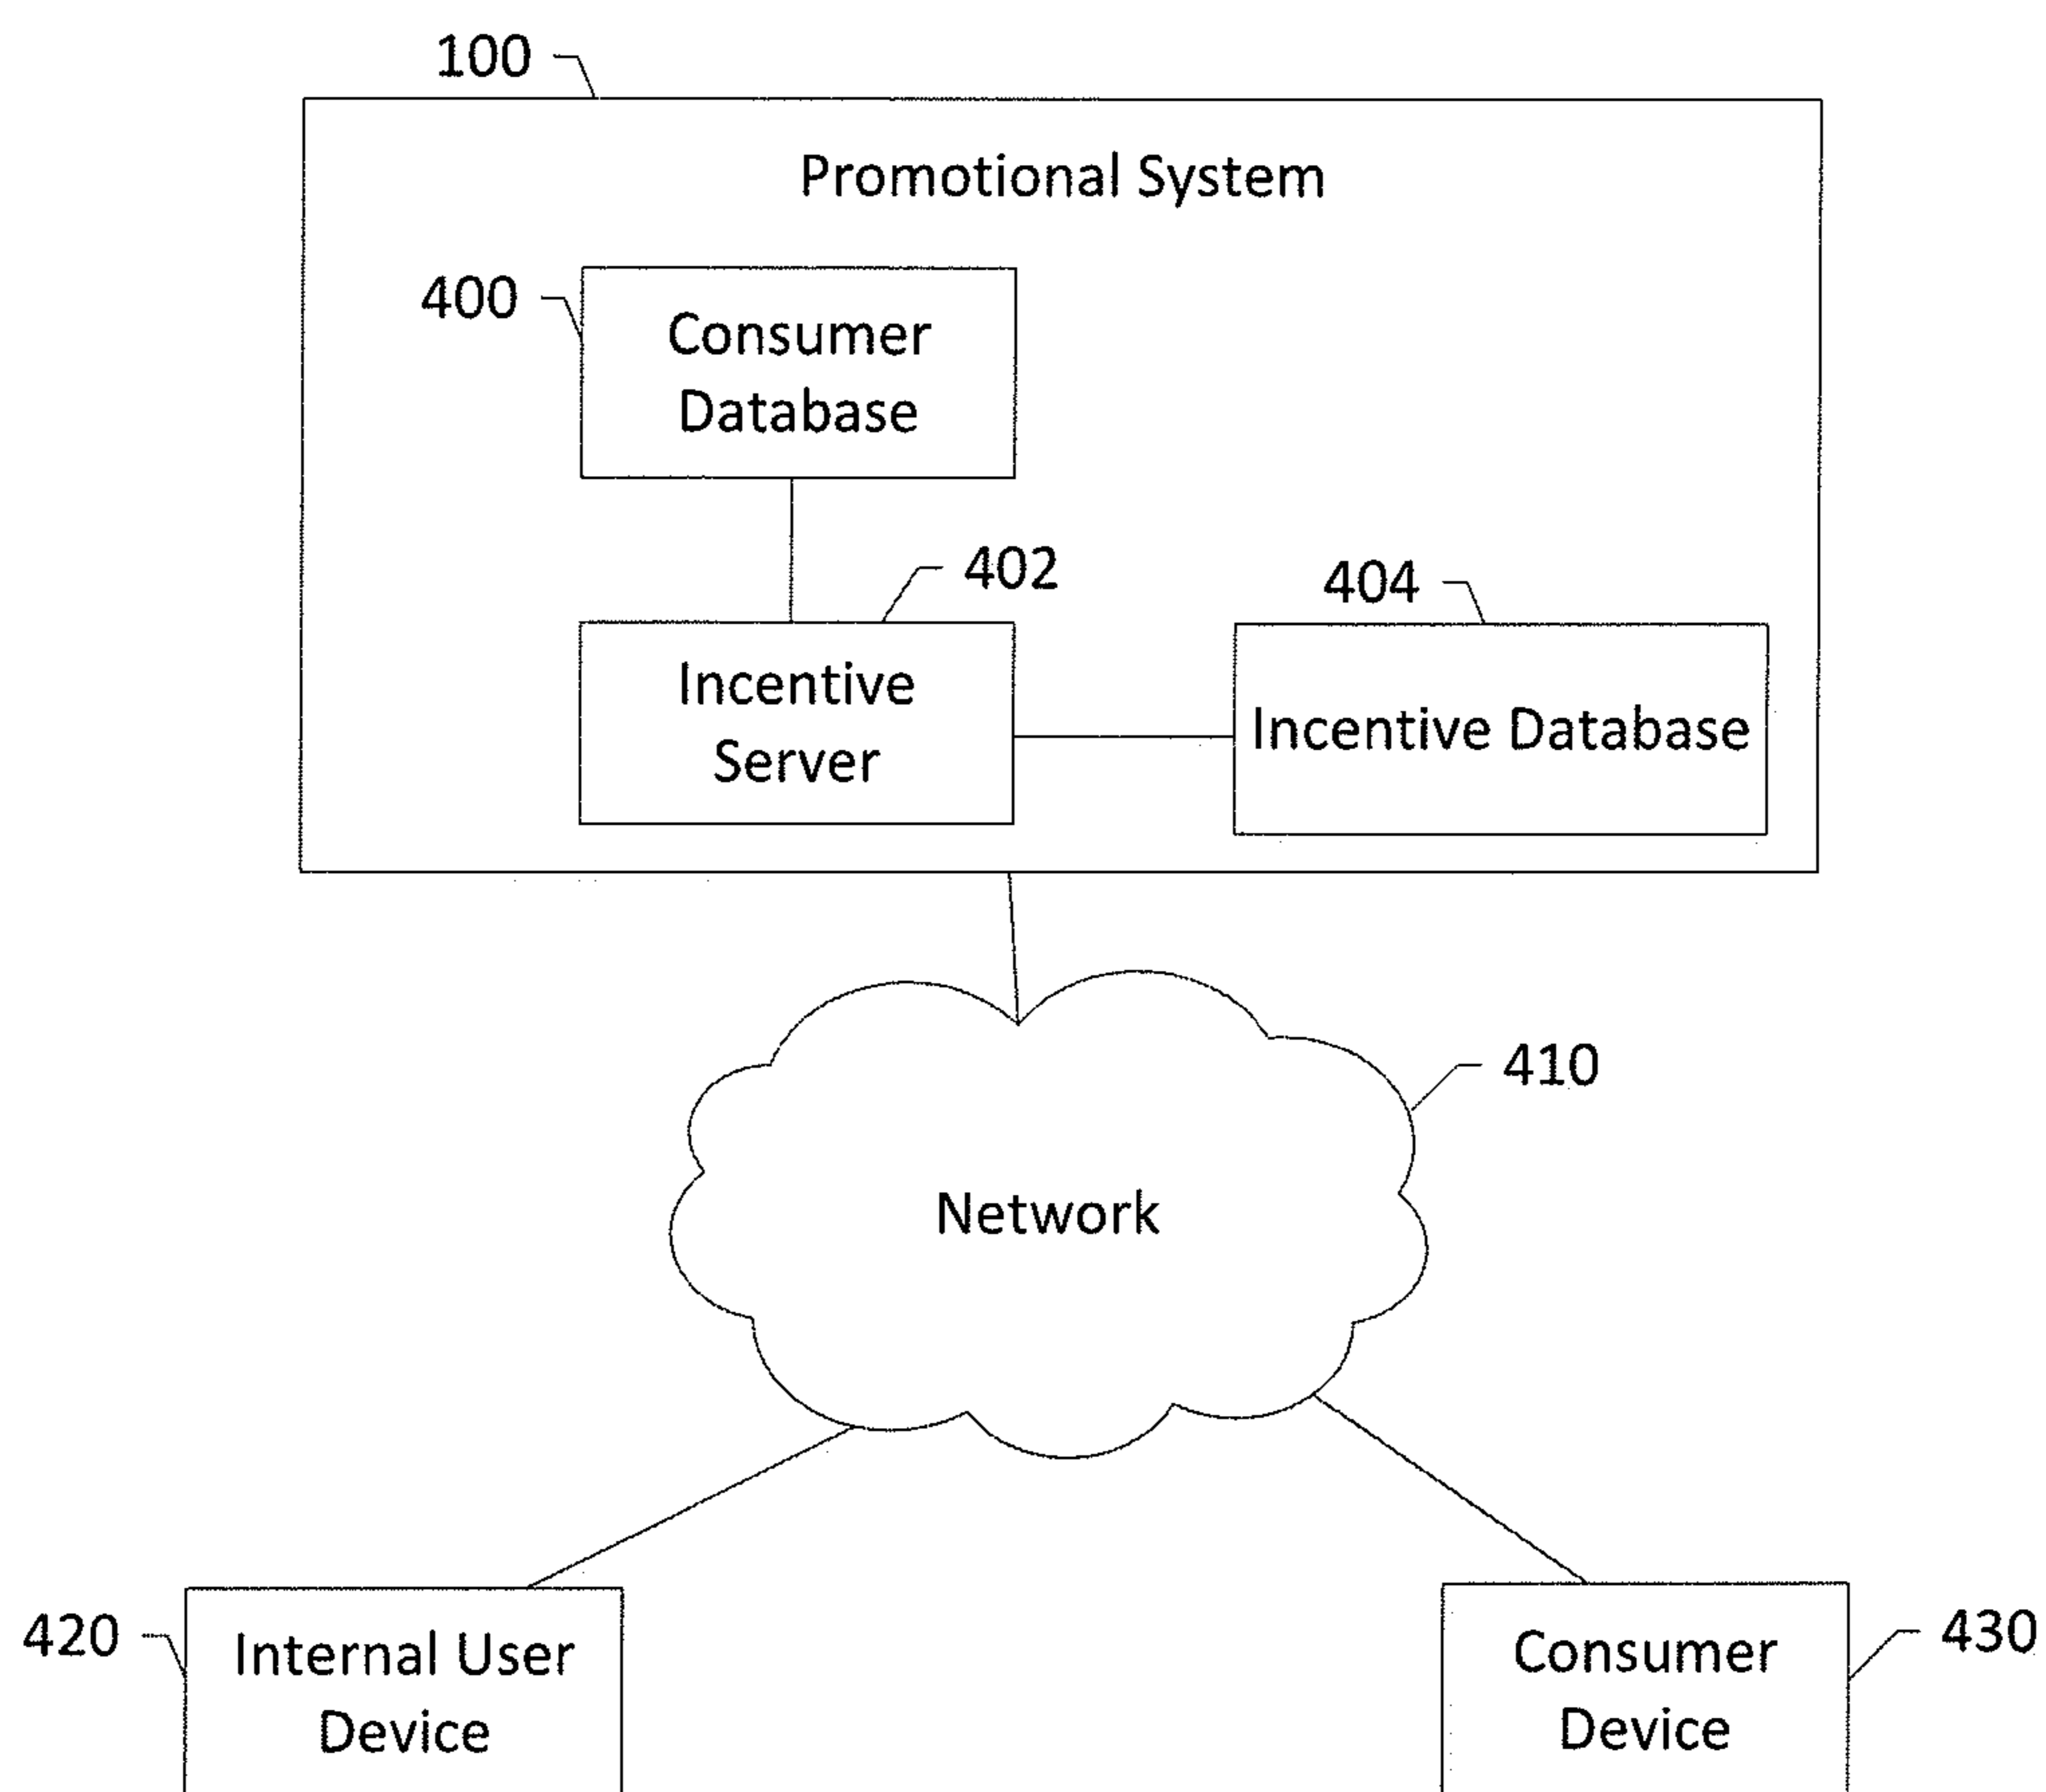 100
Promotional System
400
Consumer
Database
402
404
Incentive
Server
Incentive Database
410
Network
420
Internal User
Device
Consumer
Device
430